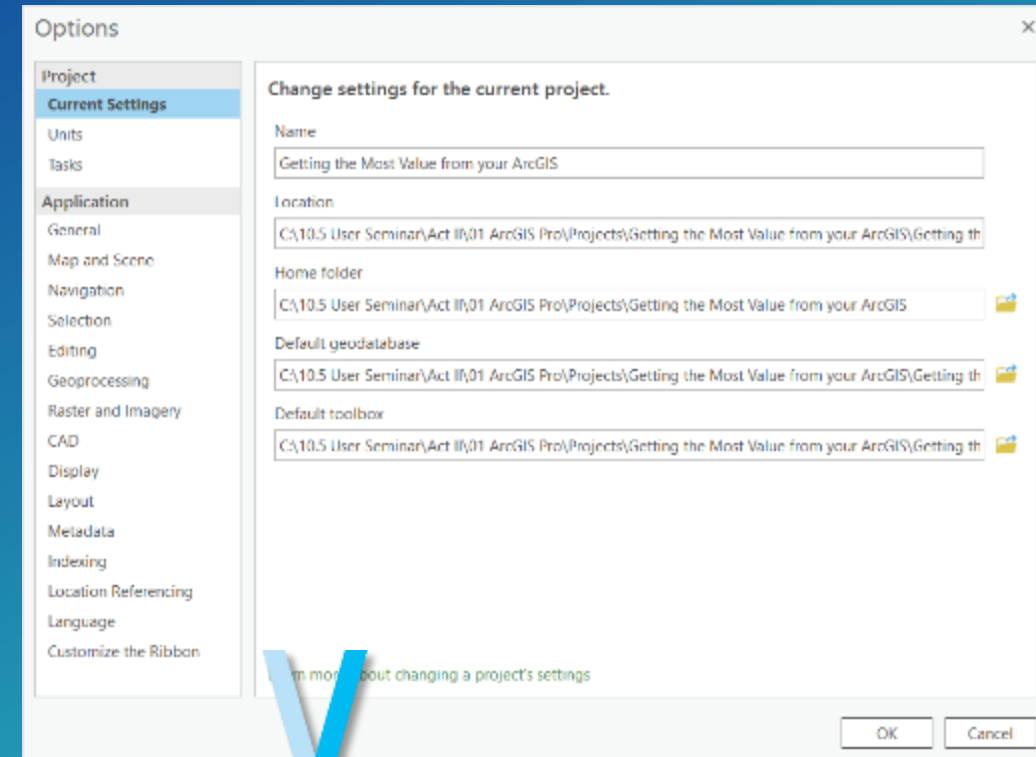 Options
Project
Current Settings
Units
Tasks
Application
General
Map and Scene
Navigation
Selection
Editing
Geoprocessing
Raster and Imagery
CAD
Display
Layout
Metadata
Indexing
Location Referencing
Language
Customize the Ribbon
Change settings for the current project.
Name
Getting the Most Value from your ArcGIS
Location
C:\10.5 User Seminar\Act II\01 ArcGIS Pro\Projects\Getting the Most Value from your ArcGIS\Getting th
Home folder
C:\10.5 User Seminar\Act II\01 ArcGIS Pro\Projects\Getting the Most Value from your ArcGIS
Default geodatabase
C:\10.5 User Seminar\Act II\01 ArcGIS Pro\Projects\Getting the Most Value from your ArcGIS\Getting th
Default toolbox
C:\10.5 User Seminar\Act II\01 ArcGIS Pro\Projects\Getting the Most Value from your ArcGIS\Getting th
changing a project's settings
OK
Cancel